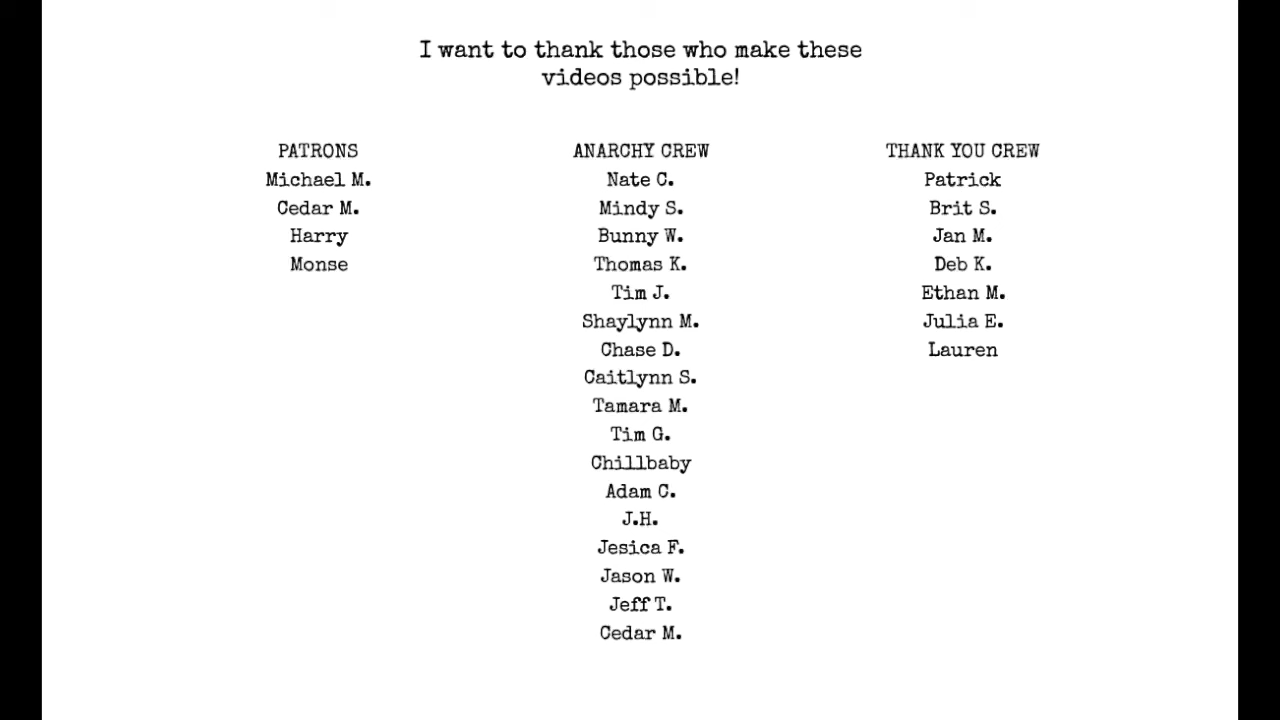 I want to thank those who make these
videos possible!
PATRONS
Michael M.
Cedar M.
Harry
Monse
ANARCHY CREW
Nate C.
Mindy S.
Bunny W.
Thomas K.
Tim J.
Shaylynn M.
Chase D.
Caitlynn S.
Tamara M.
Tim G.
Chillbaby
Adam C.
J.H.
Jesica F.
Jason W.
Jeff T.
Cedar M.
THANK YOU CREW
Patrick
Brit S.
Jan M.
Deb K.
Ethan M.
Julia E.
Lauren